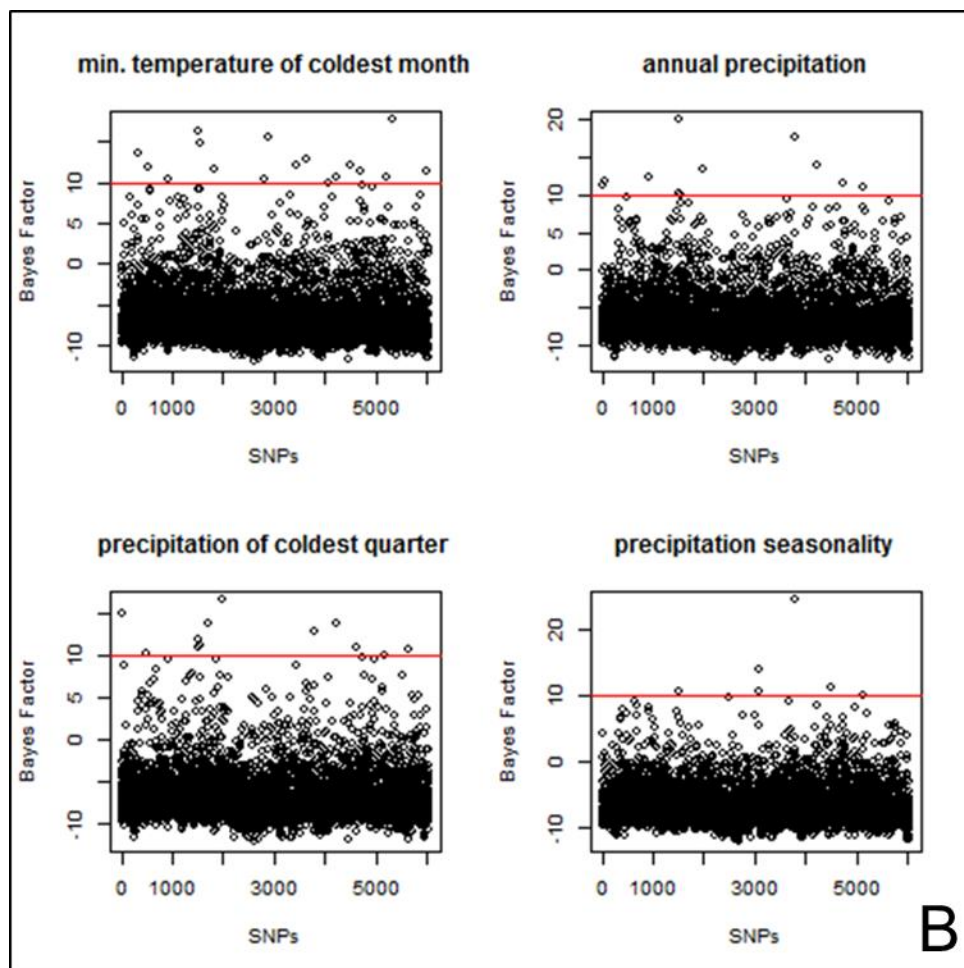 min. temperature of coldest month
Bayes Factor
10
5
0
-10
0 1000 3000 5000
SNPs
annual precipitation
Bayes Factor
20
10
5
0
-10
0 1000 3000 5000
SNPs
precipitation of coldest quarter
Bayes Factor
10
5
0
-10
0 1000 3000 5000
SNPs
precipitation seasonality
Bayes Factor
20
10
0
-10
0 1000 3000 5000
SNPs
B